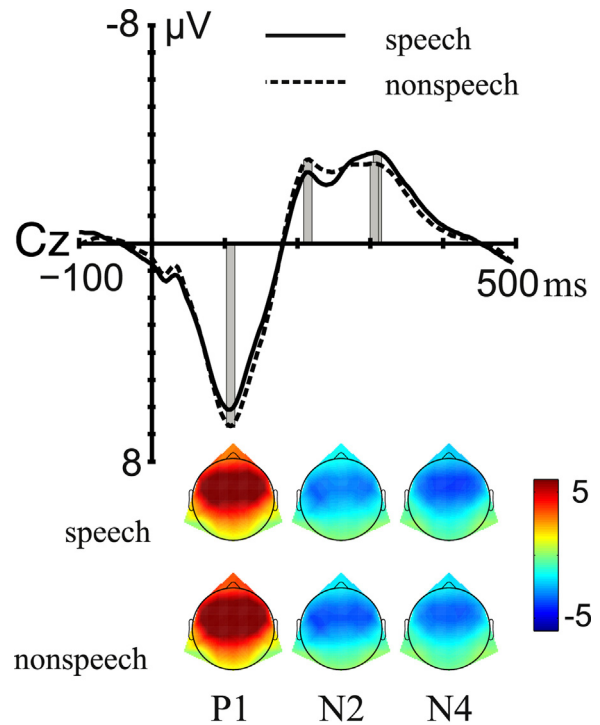 -8 µV
speech
nonspeech
Cz
−100
500 ms
8
5
speech
-5
nonspeech
P1 N2 N4